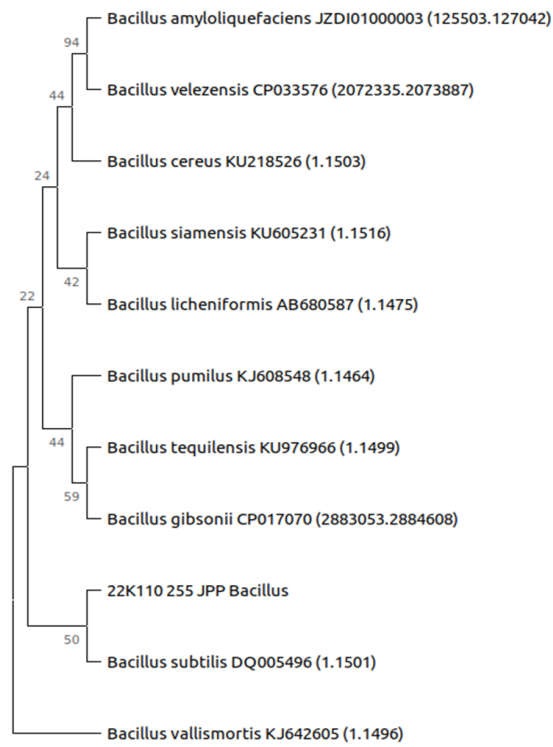 Bacillus amyloliquefaciens JZDI01000003 (125503.127042)
94
Bacillus velezensis CP033576 (2072335.2073887)
44
Bacillus cereus KU218526 (1.1503)
24
Bacillus siamensis KU605231 (1.1516)
42
Bacillus licheniformis AB680587 (1.1475)
22
Bacillus pumilus KJ608548 (1.1464)
44
Bacillus tequilensis KU976966 (1.1499)
59
Bacillus gibsonii CP017070 (2883053.2884608)
22K110 255 JPP Bacillus
50
Bacillus subtilis DQ005496 (1.1501)
Bacillus vallismortis KJ642605 (1.1496)